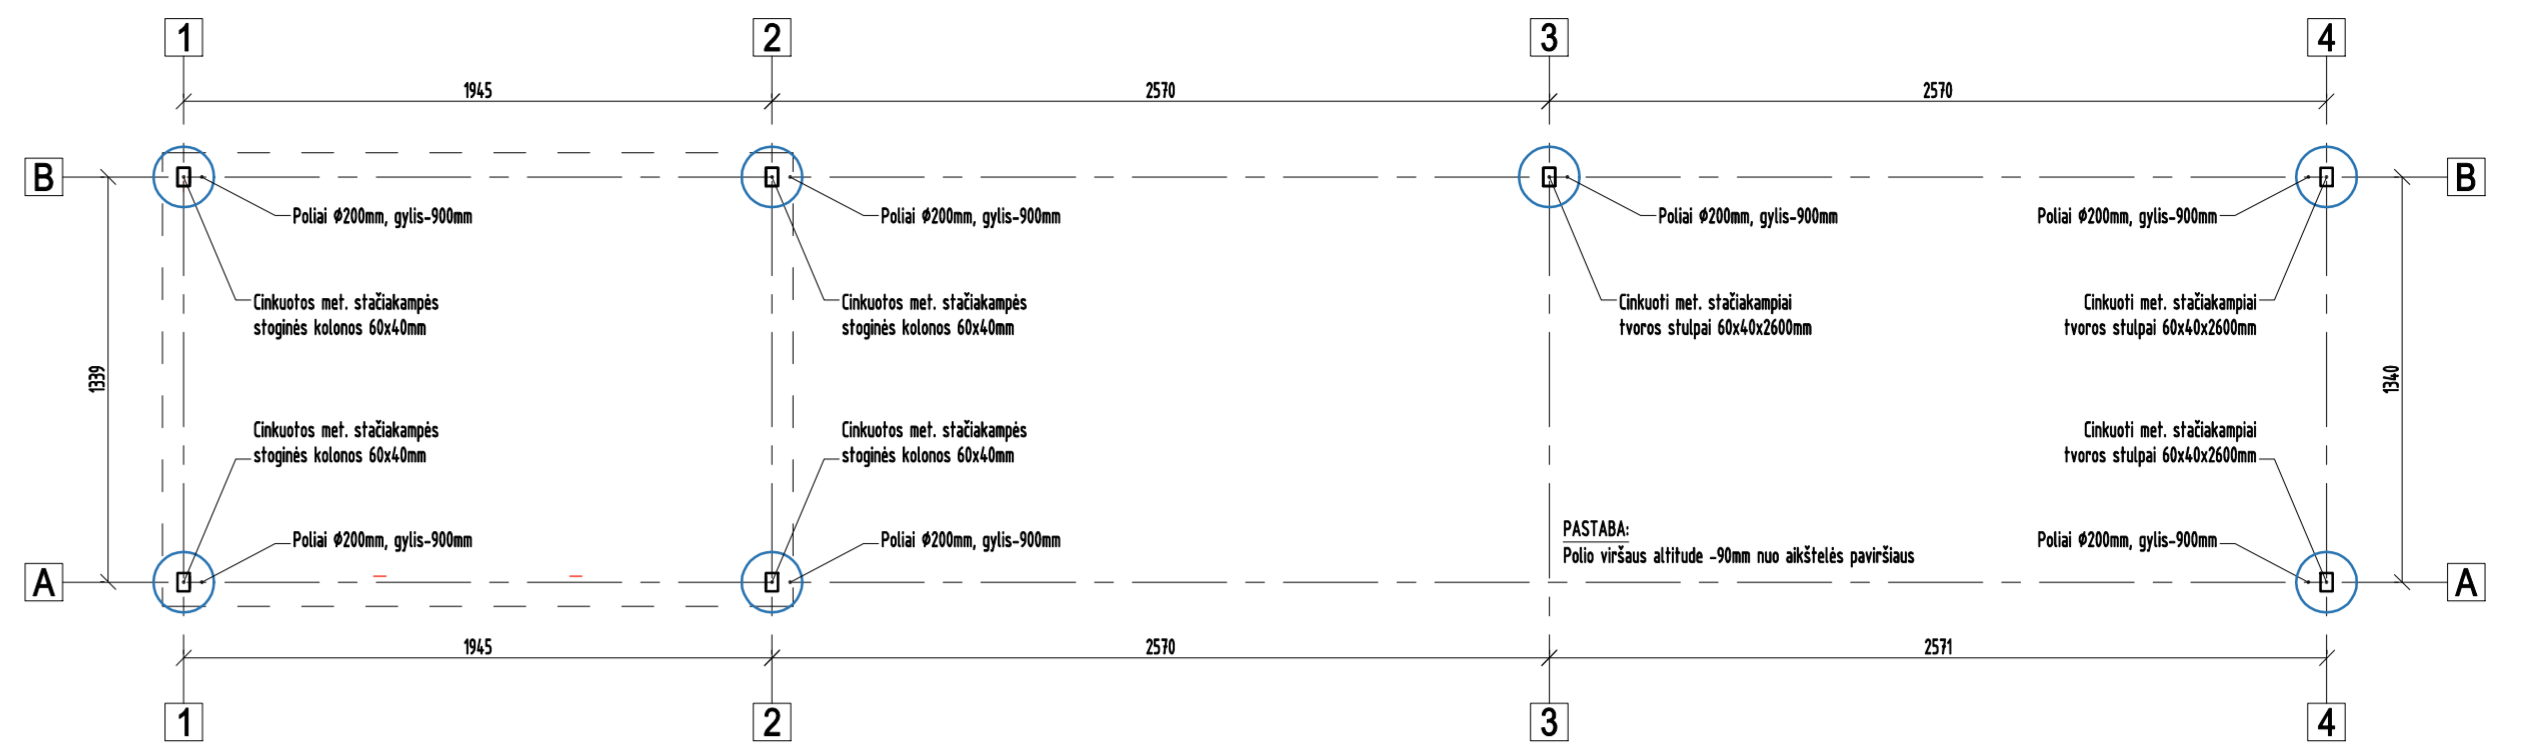 1
2
3
4
1945
2570
2570
B
B
Poliai Ø200mm, gylis-900mm
Poliai Ø200mm, gylis-900mm
Poliai Ø200mm, gylis-900mm
Poliai Ø200mm, gylis-900mm
Cinkuotos met. stačiakampės
stoginės kolonos 60x40mm
Cinkuotos met. stačiakampės
stoginės kolonos 60x40mm
Cinkuoti met. stačiakampiai
tvoros stulpai 60x40x2600mm
Cinkuoti met. stačiakampiai
tvoros stulpai 60x40x2600mm
1339
1340
Cinkuotos met. stačiakampės
stoginės kolonos 60x40mm
Cinkuotos met. stačiakampės
stoginės kolonos 60x40mm
Cinkuoti met. stačiakampiai
tvoros stulpai 60x40x2600mm
Poliai Ø200mm, gylis-900mm
Poliai Ø200mm, gylis-900mm
PASTABA:
Polio viršaus altitude -90mm nuo aikštelės paviršiaus
Poliai Ø200mm, gylis-900mm
A
A
1945
2570
2571
1
2
3
4